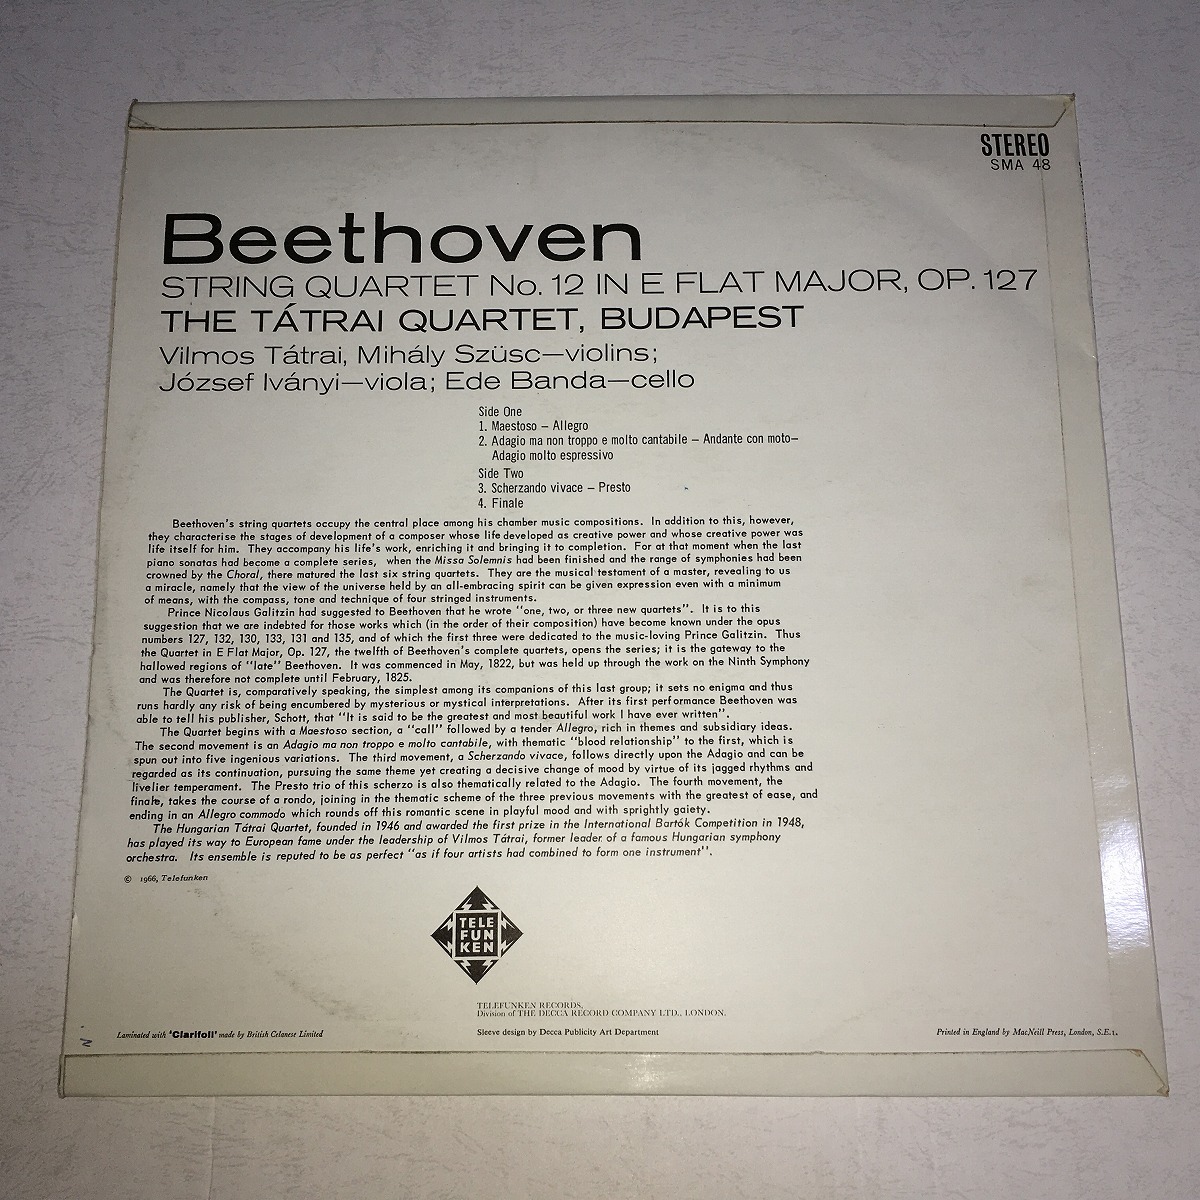 STEREO
SMA 48
Beethoven
STRING QUARTET No. 12 IN E FLAT MAJOR, OP. 127
THE TÁTRAI QUARTET, BUDAPEST
Vilmos Tátrai, Mihály Szüsc—violins;
József Iványi—viola; Ede Banda—cello
Side One
1. Maestoso – Allegro
2. Adagio ma non troppo e molto cantabile – Andante con moto–
Adagio molto espressivo
Side Two
3. Scherzando vivace – Presto
4. Finale
Beethoven's string quartets occupy the central place among his chamber music compositions. In addition to this, however,
they characterise the stages of development of a composer whose life developed as creative power and whose creative power was
life itself for him. They accompany his life's work, enriching it and bringing it to completion. For at that moment when the last
piano sonatas had become a complete series, when the Missa Solemnis had been finished and the range of symphonies had been
crowned by the Choral, there matured the last six string quartets. They are the musical testament of a master, revealing to us
a miracle, namely that the view of the universe held by an all-embracing spirit can be given expression even with a minimum
of means, with the compass, tone and technique of four stringed instruments.
Prince Nicolaus Galitzin had suggested to Beethoven that he wrote "one, two, or three new quartets". It is to this
suggestion that we are indebted for those works which (in the order of their composition) have become known under the opus
numbers 127, 132, 130, 133, 131 and 135, and of which the first three were dedicated to the music-loving Prince Galitzin. Thus
the Quartet in E Flat Major, Op. 127, the twelfth of Beethoven's complete quartets, opens the series; it is the gateway to the
hallowed regions of "late" Beethoven. It was commenced in May, 1822, but was held up through the work on the Ninth Symphony
and was therefore not complete until February, 1825.
The Quartet is, comparatively speaking, the simplest among its companions of this last group; it sets no enigma and thus
runs hardly any risk of being encumbered by mysterious or mystical interpretations. After its first performance Beethoven was
able to tell his publisher, Schott, that "It is said to be the greatest and most beautiful work I have ever written".
The Quartet begins with a Maestoso section, a "call" followed by a tender Allegro, rich in themes and subsidiary ideas.
The second movement is an Adagio ma non troppo e molto cantabile, with thematic "blood relationship" to the first, which is
spun out into five ingenious variations. The third movement, a Scherzando vivace, follows directly upon the Adagio and can be
regarded as its continuation, pursuing the same theme yet creating a decisive change of mood by virtue of its jagged rhythms and
livelier temperament. The Presto trio of this scherzo is also thematically related to the Adagio. The fourth movement, the
finale, takes the course of a rondo, joining in the thematic scheme of the three previous movements with the greatest of ease, and
ending in an Allegro commodo which rounds off this romantic scene in playful mood and with sprightly gaiety.
The Hungarian Tátrai Quartet, founded in 1946 and awarded the first prize in the International Bartók Competition in 1948,
has played its way to European fame under the leadership of Vilmos Tátrai, former leader of a famous Hungarian symphony
orchestra. Its ensemble is reputed to be as perfect "as if four artists had combined to form one instrument".
© 1966, Telefunken
TELE
FUN
KEN
TELEFUNKEN RECORDS,
Division of THE DECCA RECORD COMPANY LTD., LONDON.
Laminated with 'Clarifoil' made by British Celanese Limited
Sleeve design by Decca Publicity Art Department
Printed in England by MacNeill Press, London, S.E.1.
N